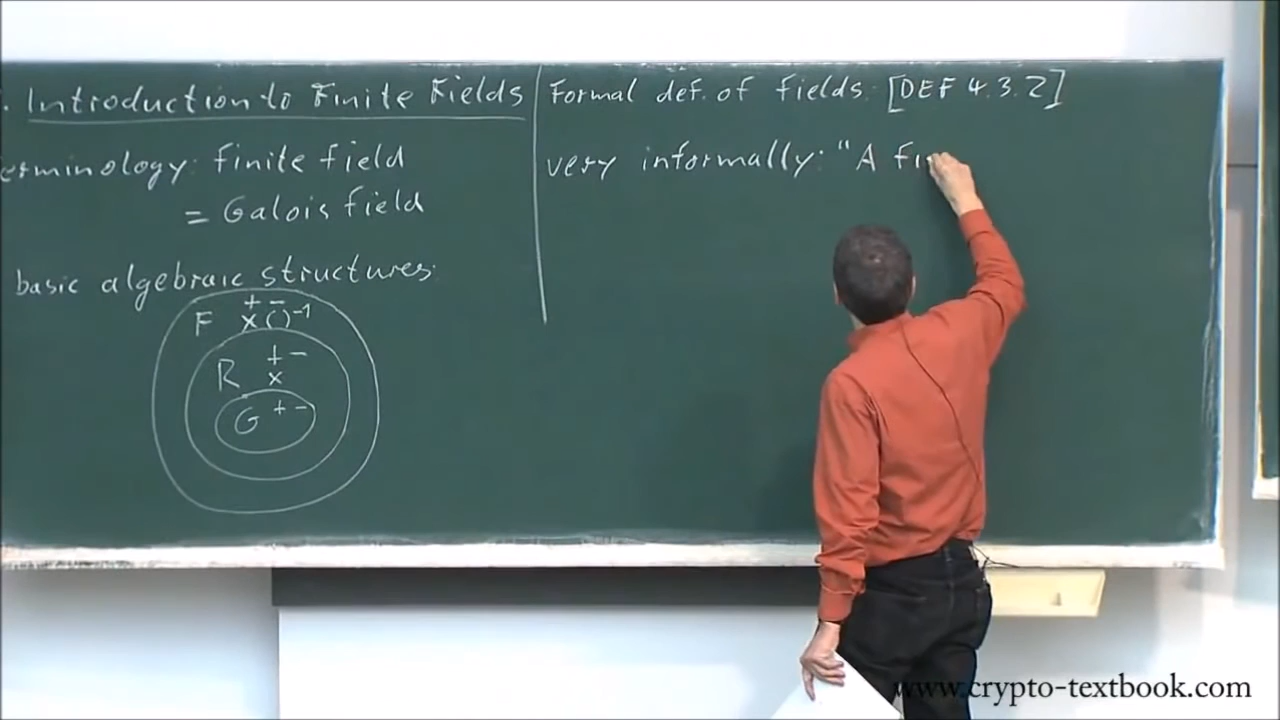 . Introduction to Finite Fields
erminology: finite field
= Galois field
basic algebraic structures:
F + -
x ( )⁻¹
R + -
x
G + -
Formal def. of fields: [DEF 4.3.2]
very informally: "A fi
www.crypto-textbook.com